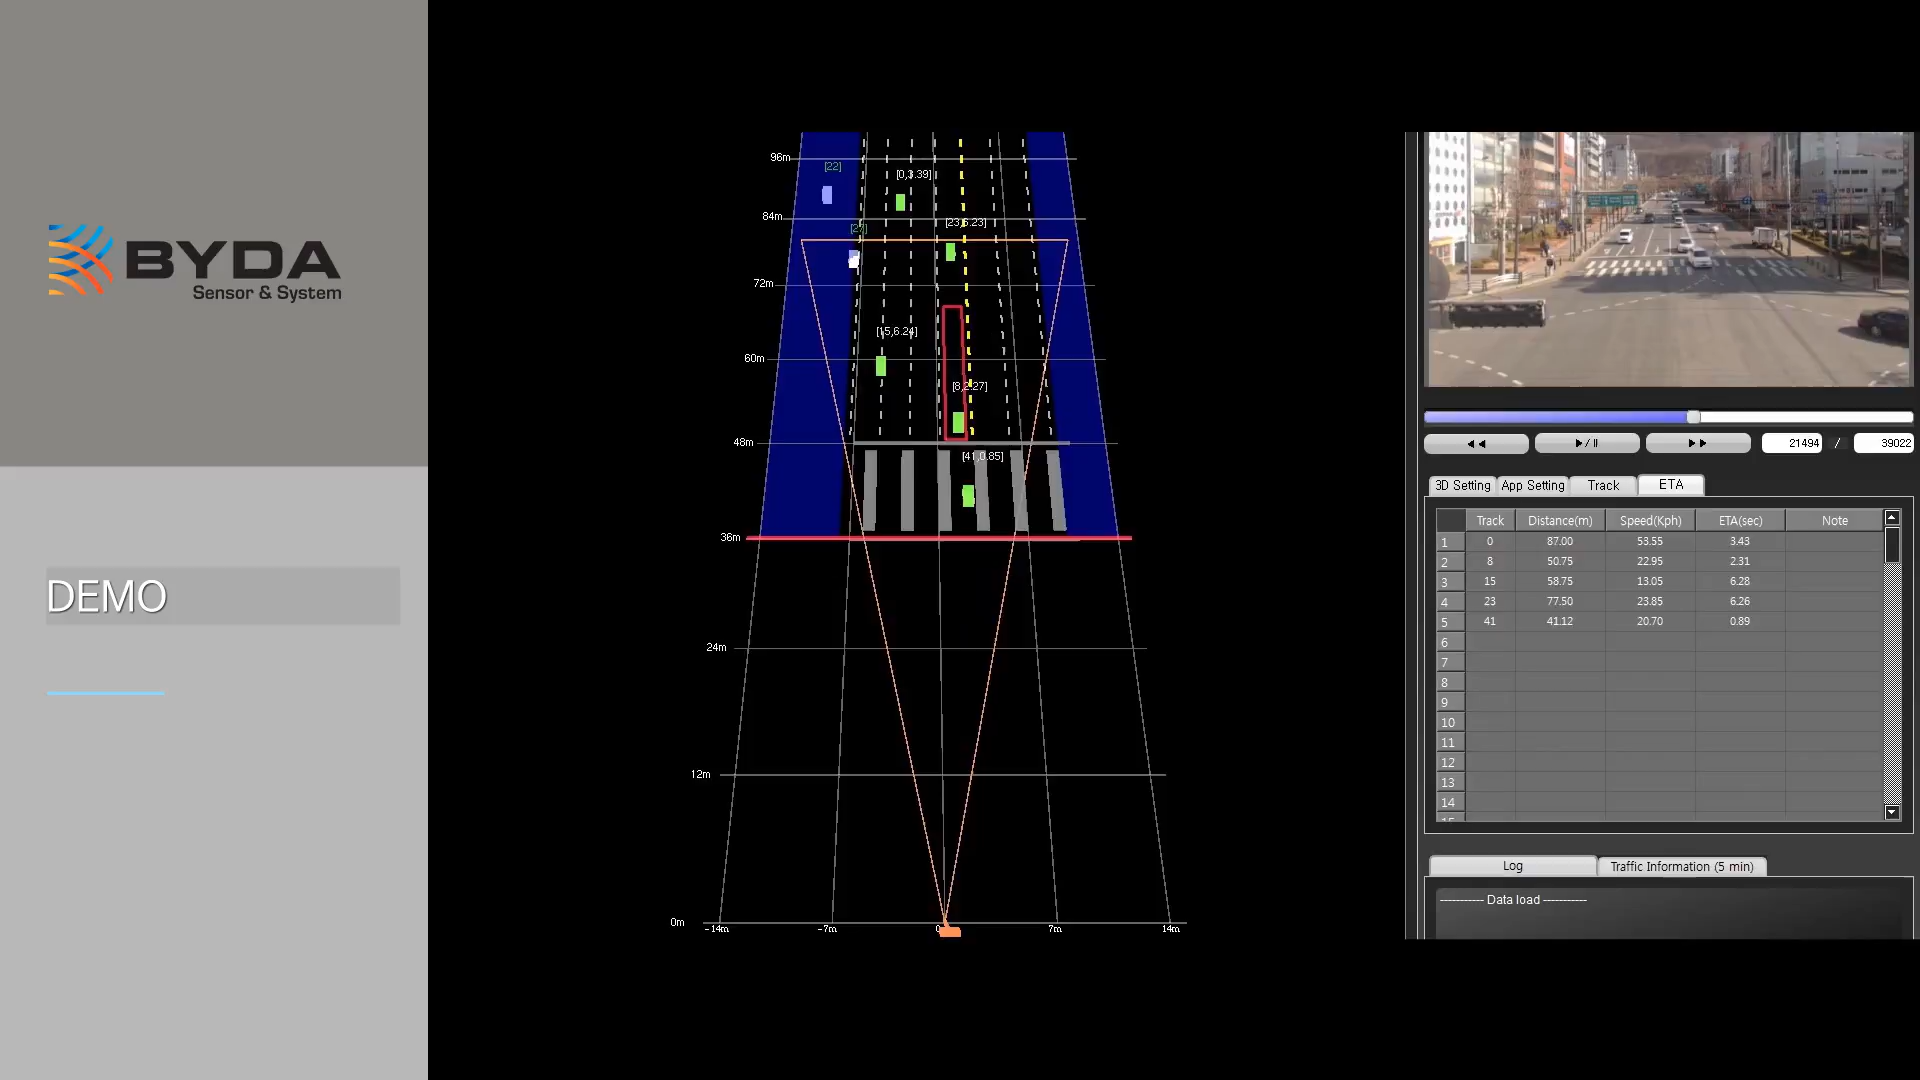 BYDA
Sensor & System
DEMO
96m
84m
72m
60m
48m
36m
24m
12m
0m
-14m
-7m
0
7m
14m
[22]
[0,3.39]
[23,6.23]
[15,6.24]
[8,2.27]
[41,0.85]
◄◄
►/II
►►
21494 / 39022
3D Setting App Setting Track ETA
Track Distance(m) Speed(Kph) ETA(sec) Note
1 0 87.00 53.55 3.43
2 8 50.75 22.95 2.31
3 15 58.75 13.05 6.28
4 23 77.50 23.85 6.26
5 41 41.12 20.70 0.89
6
7
8
9
10
11
12
13
14
Log Traffic Information (5 min)
----------- Data load -----------